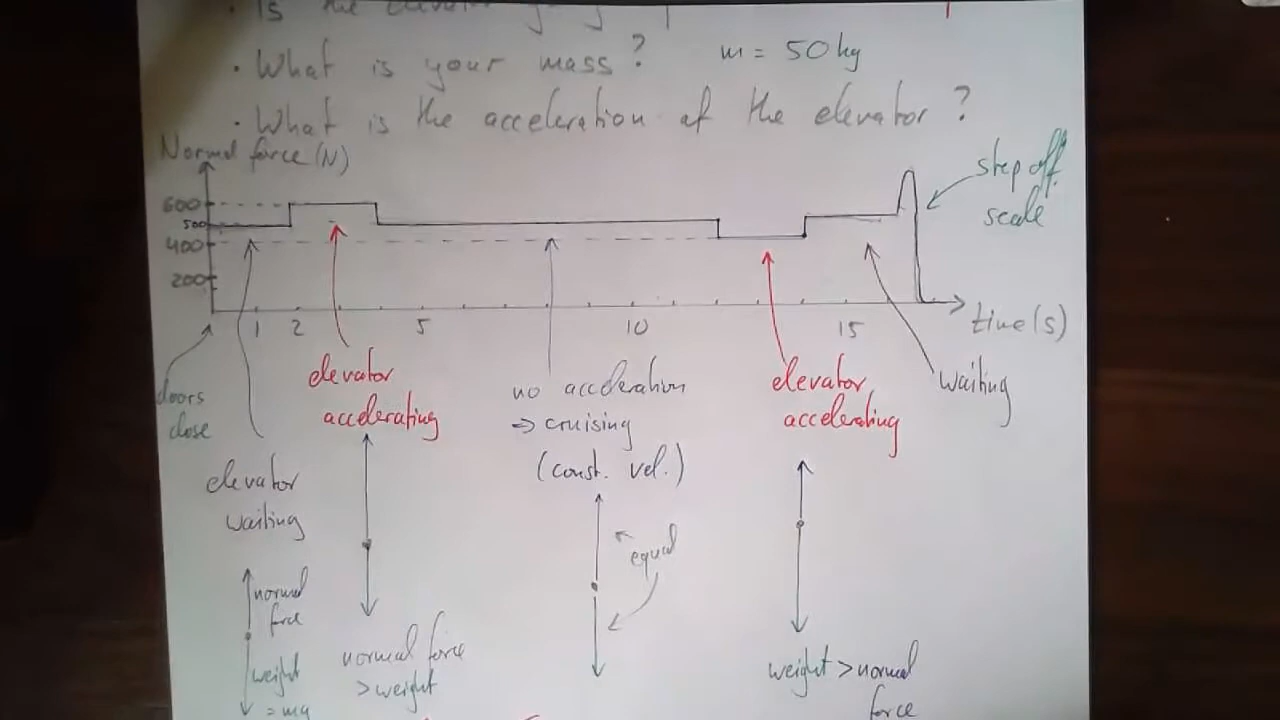 · Is the
· What is your mass? m = 50 kg
· What is the acceleration of the elevator?
Normal force (N)
step off
scale
600
500
400
200
1 2 5 10 15 time (s)
doors
close
elevator
accelerating
no acceleration
⇒ cruising
(const. vel.)
elevator
accelerating
waiting
elevator
waiting
equal
normal
force
weight
= mg
normal force
> weight
weight > normal
force